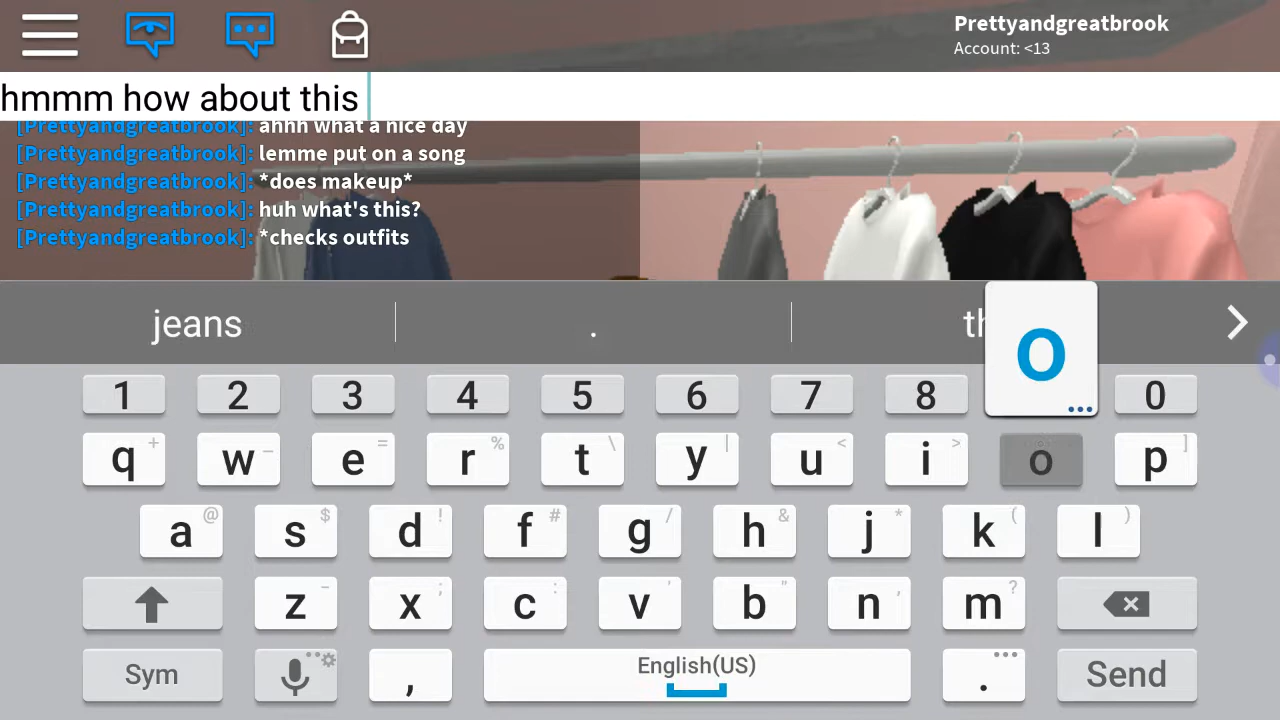 Prettyandgreatbrook
Account: <13
hmmm how about this
[Prettyandgreatbrook]: ahhh what a nice day
[Prettyandgreatbrook]: lemme put on a song
[Prettyandgreatbrook]: *does makeup*
[Prettyandgreatbrook]: huh what's this?
[Prettyandgreatbrook]: *checks outfits
jeans . th
o
1 2 3 4 5 6 7 8 0
q + w - e = r % t \ y | u < i > o p ]
a @ s $ d ! f # g / h & j * k ( l )
z - x ; c : v ' b " n , m ?
Sym , English(US) . Send